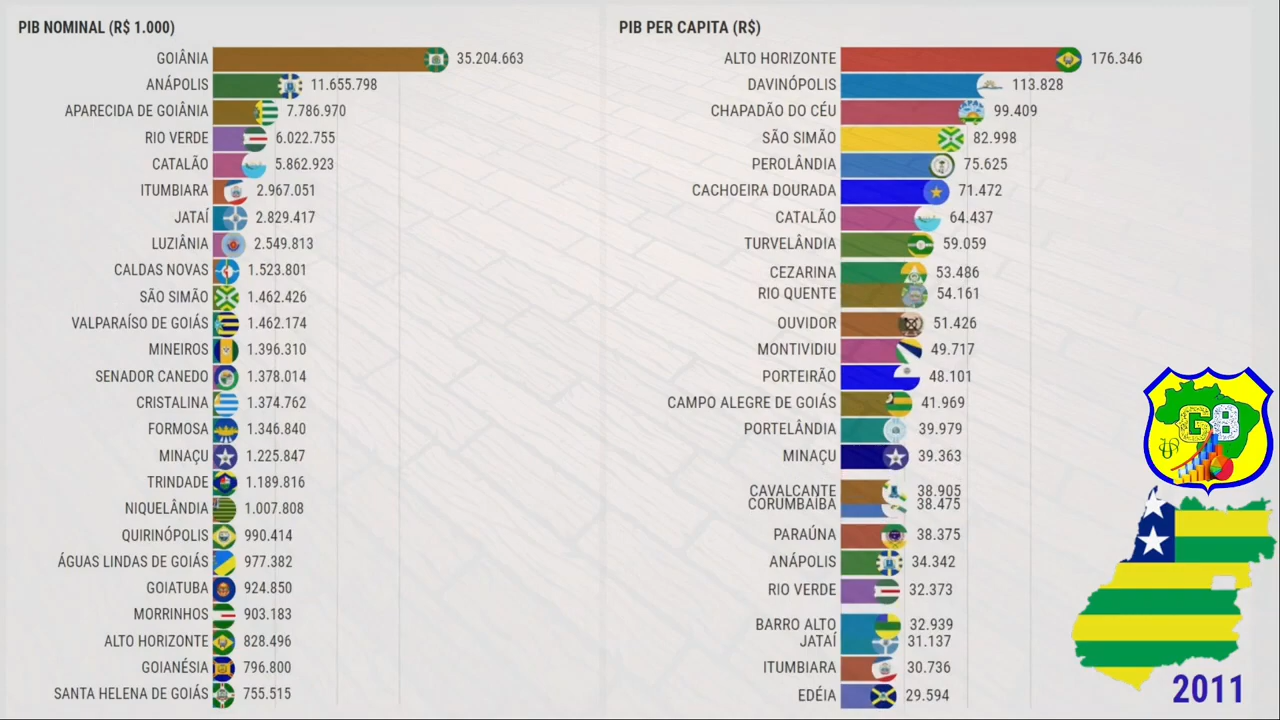 PIB NOMINAL (R$ 1.000)
GOIÂNIA 35.204.663
ANÁPOLIS 11.655.798
APARECIDA DE GOIÂNIA 7.786.970
RIO VERDE 6.022.755
CATALÃO 5.862.923
ITUMBIARA 2.967.051
JATAÍ 2.829.417
LUZIÂNIA 2.549.813
CALDAS NOVAS 1.523.801
SÃO SIMÃO 1.462.426
VALPARAÍSO DE GOIÁS 1.462.174
MINEIROS 1.396.310
SENADOR CANEDO 1.378.014
CRISTALINA 1.374.762
FORMOSA 1.346.840
MINAÇU 1.225.847
TRINDADE 1.189.816
NIQUELÂNDIA 1.007.808
QUIRINÓPOLIS 990.414
ÁGUAS LINDAS DE GOIÁS 977.382
GOIATUBA 924.850
MORRINHOS 903.183
ALTO HORIZONTE 828.496
GOIANÉSIA 796.800
SANTA HELENA DE GOIÁS 755.515
PIB PER CAPITA (R$)
ALTO HORIZONTE 176.346
DAVINÓPOLIS 113.828
CHAPADÃO DO CÉU 99.409
SÃO SIMÃO 82.998
PEROLÂNDIA 75.625
CACHOEIRA DOURADA 71.472
CATALÃO 64.437
TURVELÂNDIA 59.059
CEZARINA 53.486
RIO QUENTE 54.161
OUVIDOR 51.426
MONTIVIDIU 49.717
PORTEIRÃO 48.101
CAMPO ALEGRE DE GOIÁS 41.969
PORTELÂNDIA 39.979
MINAÇU 39.363
CAVALCANTE 38.905
CORUMBAÍBA 38.475
PARAÚNA 38.375
ANÁPOLIS 34.342
RIO VERDE 32.373
BARRO ALTO 32.939
JATAÍ 31.137
ITUMBIARA 30.736
EDÉIA 29.594
GB
2011